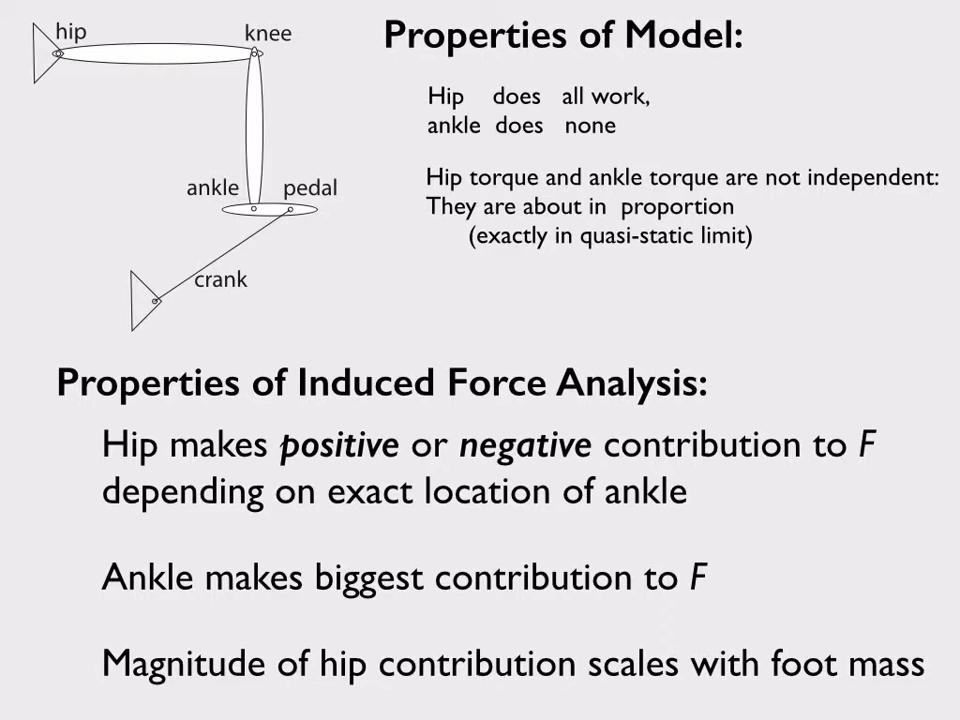 hip
knee
ankle
pedal
crank
Properties of Model:
Hip does all work,
ankle does none
Hip torque and ankle torque are not independent:
They are about in proportion
(exactly in quasi-static limit)
Properties of Induced Force Analysis:
Hip makes positive or negative contribution to F
depending on exact location of ankle
Ankle makes biggest contribution to F
Magnitude of hip contribution scales with foot mass